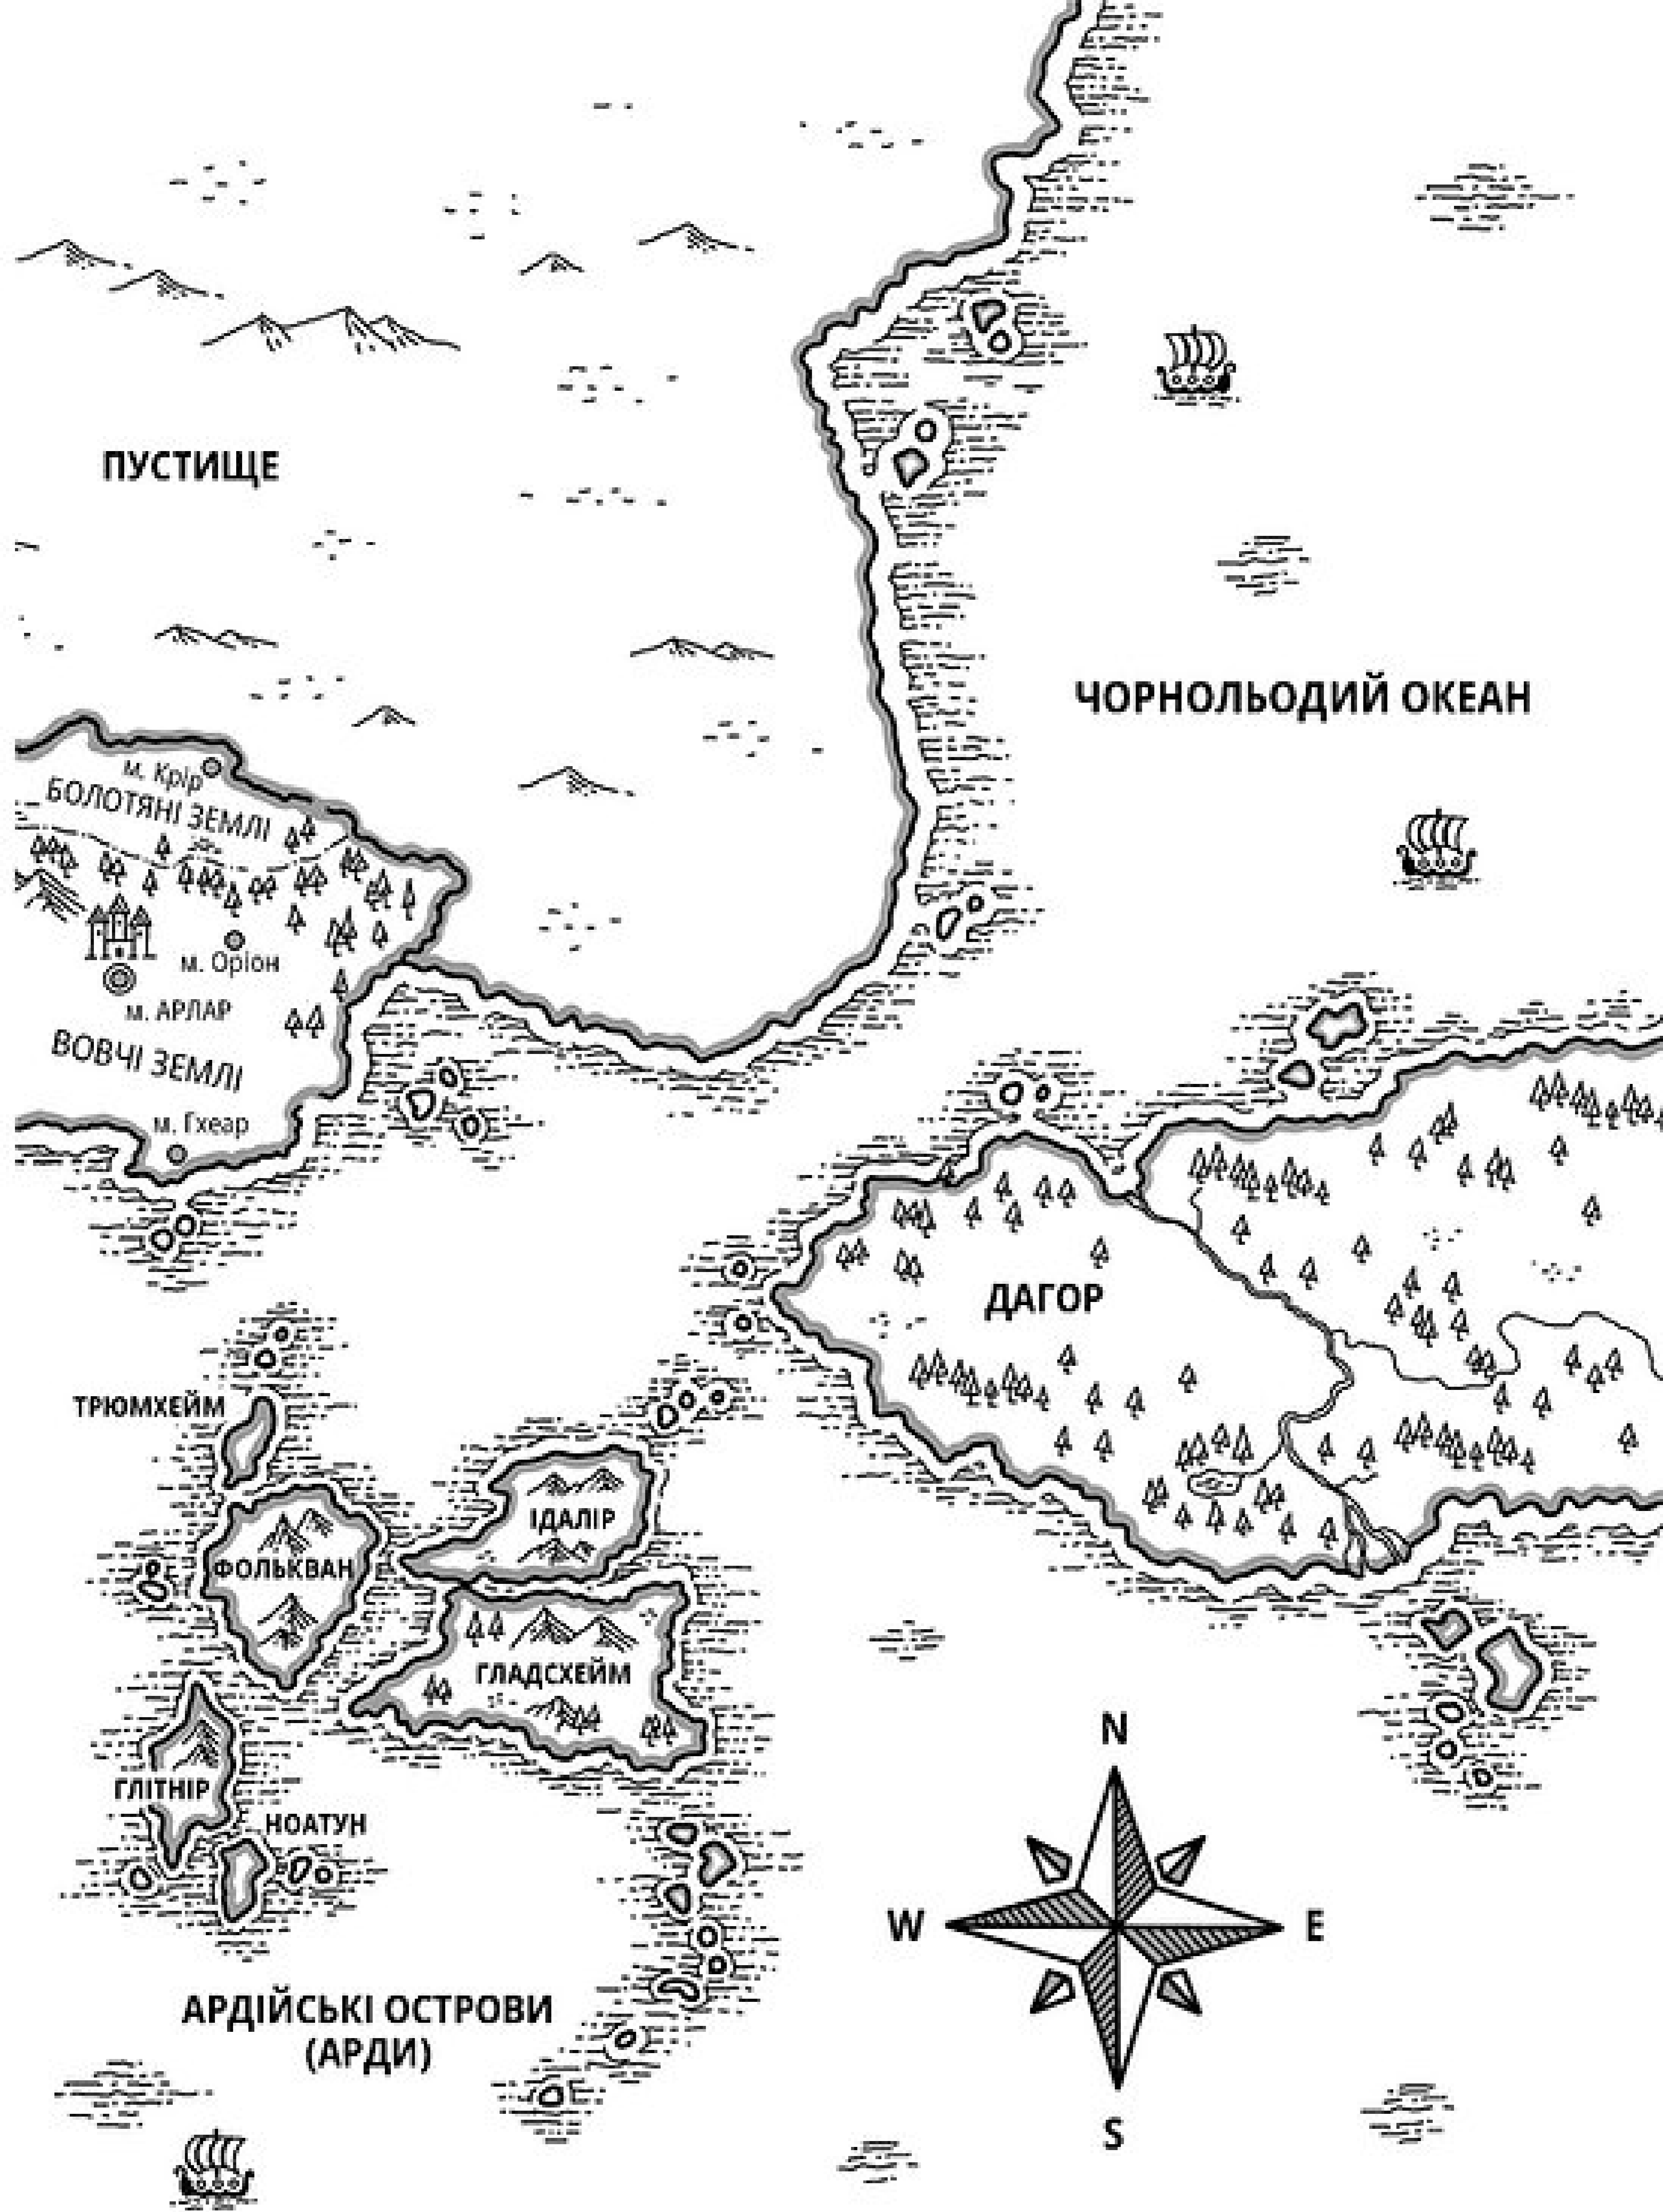 ПУСТИЩЕ
ЧОРНОЛЬОДИЙ ОКЕАН
м. Крір
БОЛОТЯНІ ЗЕМЛІ
м. Оріон
м. АРЛАР
ВОВЧІ ЗЕМЛІ
м. Гхеар
ДАГОР
ТРЮМХЕЙМ
ІДАЛІР
ФОЛЬКВАН
ГЛАДСХЕЙМ
ГЛІТНІР
НОАТУН
N
W
E
S
АРДІЙСЬКІ ОСТРОВИ
(АРДИ)